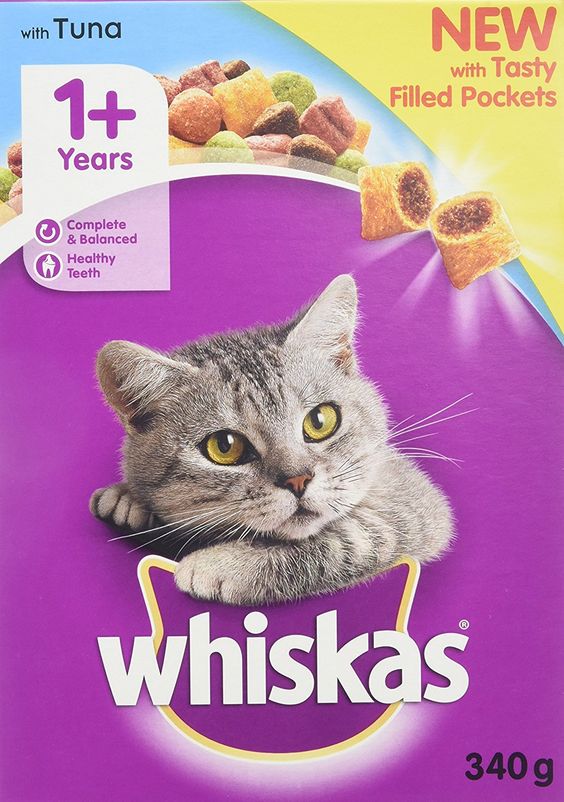 with Tuna
NEW
with Tasty
Filled Pockets
1+
Years
Complete
& Balanced
Healthy
Teeth
whiskas®
340g